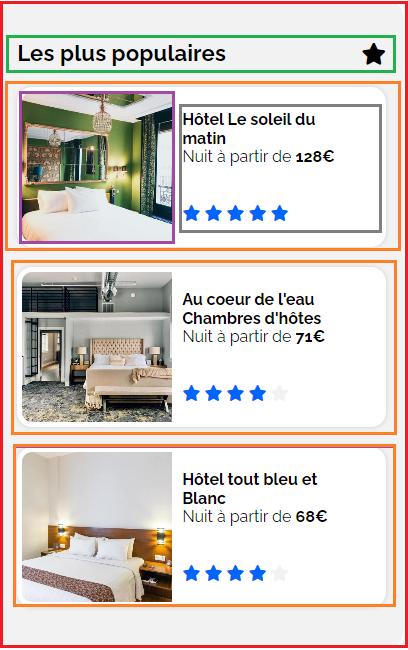 Les plus populaires
Hôtel Le soleil du
matin
Nuit à partir de 128€
Au coeur de l'eau
Chambres d'hôtes
Nuit à partir de 71€
Hôtel tout bleu et
Blanc
Nuit à partir de 68€